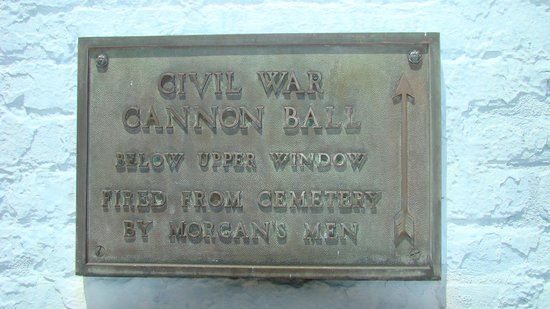 CIVIL WAR
CANNON BALL
BELOW UPPER WINDOW
FIRED FROM CEMETERY
BY MORGAN'S MEN